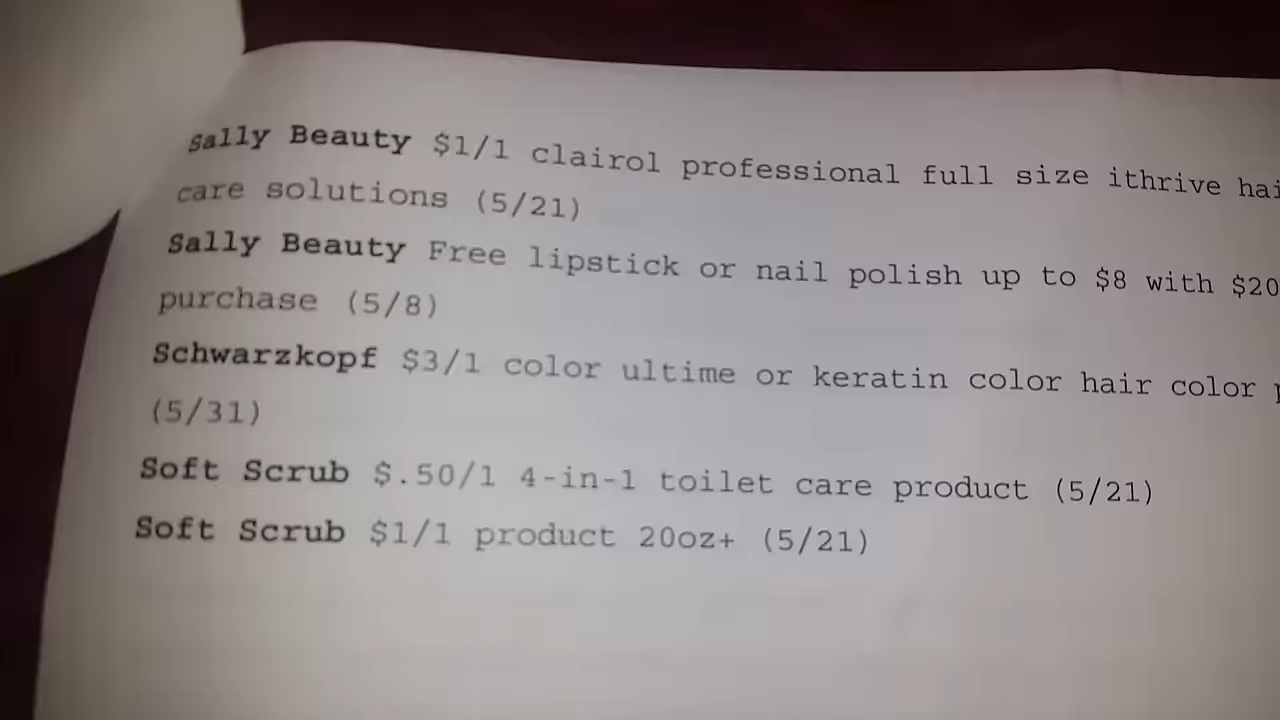 Sally Beauty $1/1 clairol professional full size ithrive
care solutions (5/21)
Sally Beauty Free lipstick or nail polish up to $8 with $20
purchase (5/8)
Schwarzkopf $3/1 color ultime or keratin color hair color
(5/31)
Soft Scrub $.50/1 4-in-1 toilet care product (5/21)
Soft Scrub $1/1 product 20oz+ (5/21)